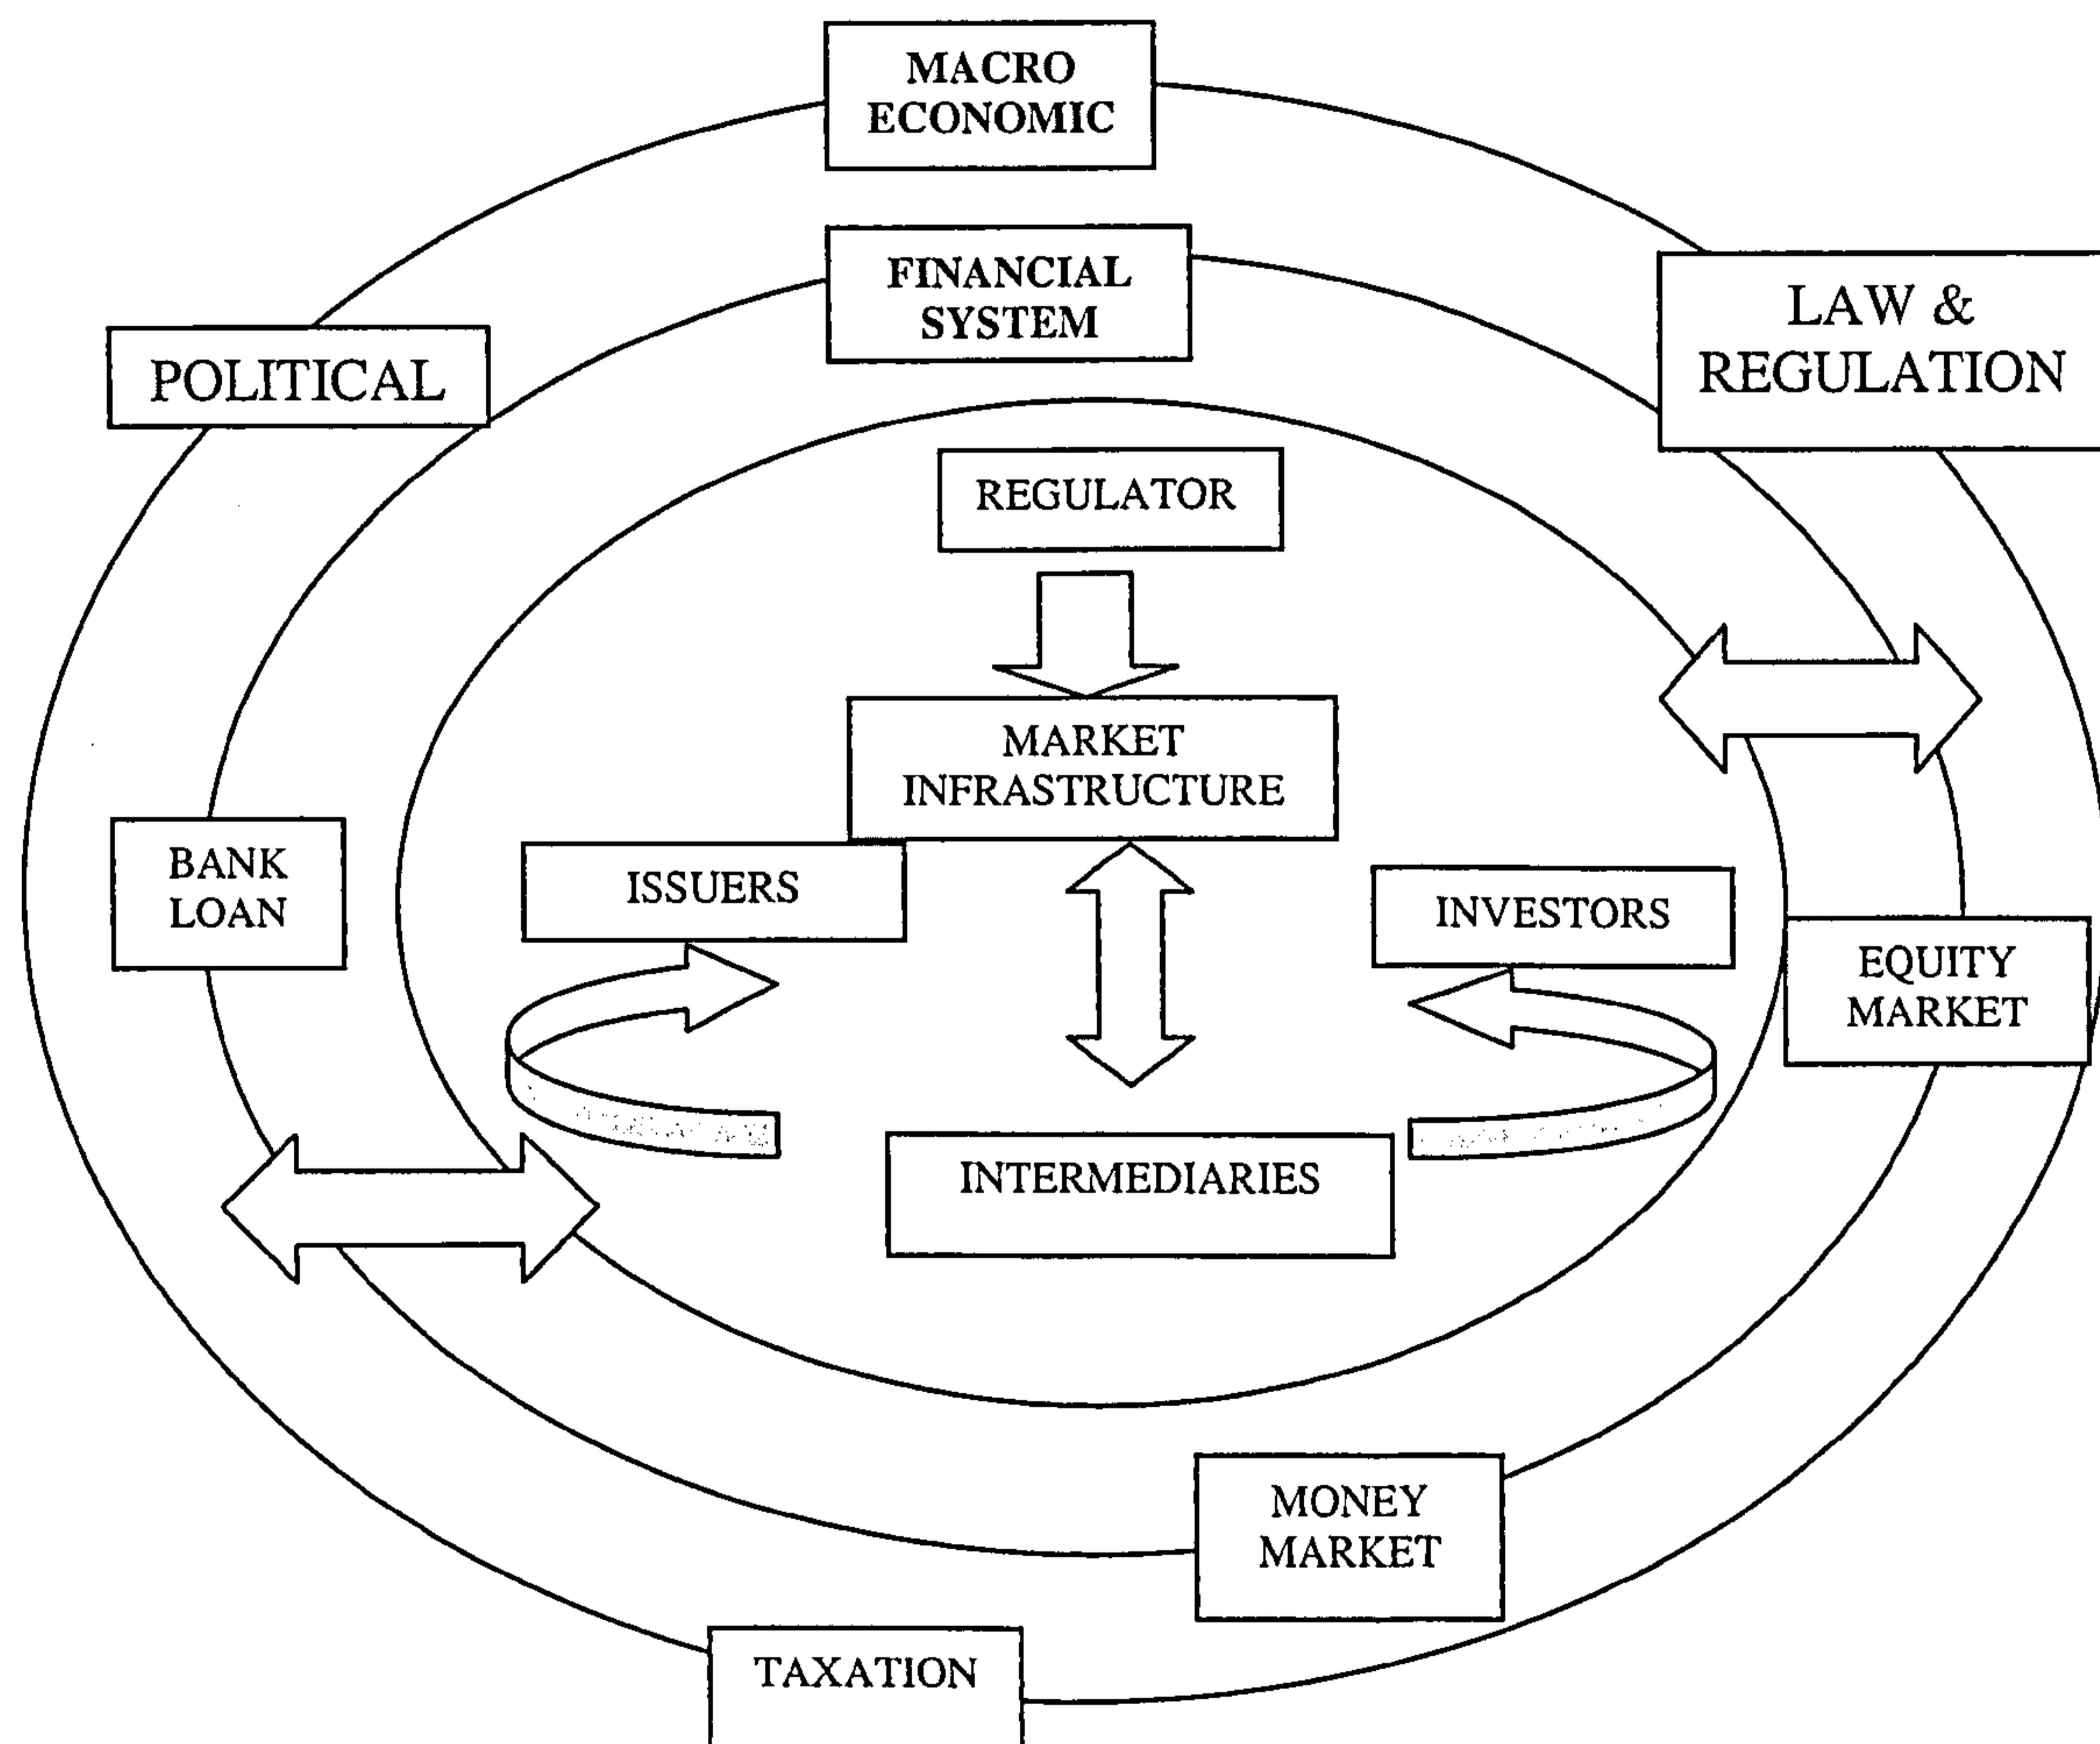 MACRO
ECONOMIC
FINANCIAL
SYSTEM
LAW &
REGULATION
POLITICAL
REGULATOR
MARKET
INFRASTRUCTURE
BANK
LOAN
ISSUERS
INVESTORS
EQUITY
MARKET
INTERMEDIARIES
MONEY
MARKET
TAXATION